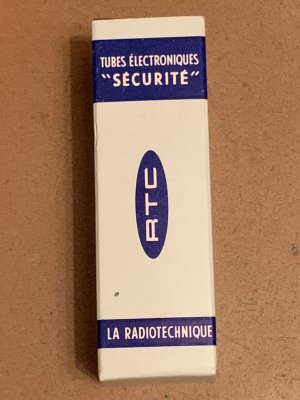 TUBES ÉLECTRONIQUES
"SÉCURITÉ"
RTC
LA RADIOTECHNIQUE